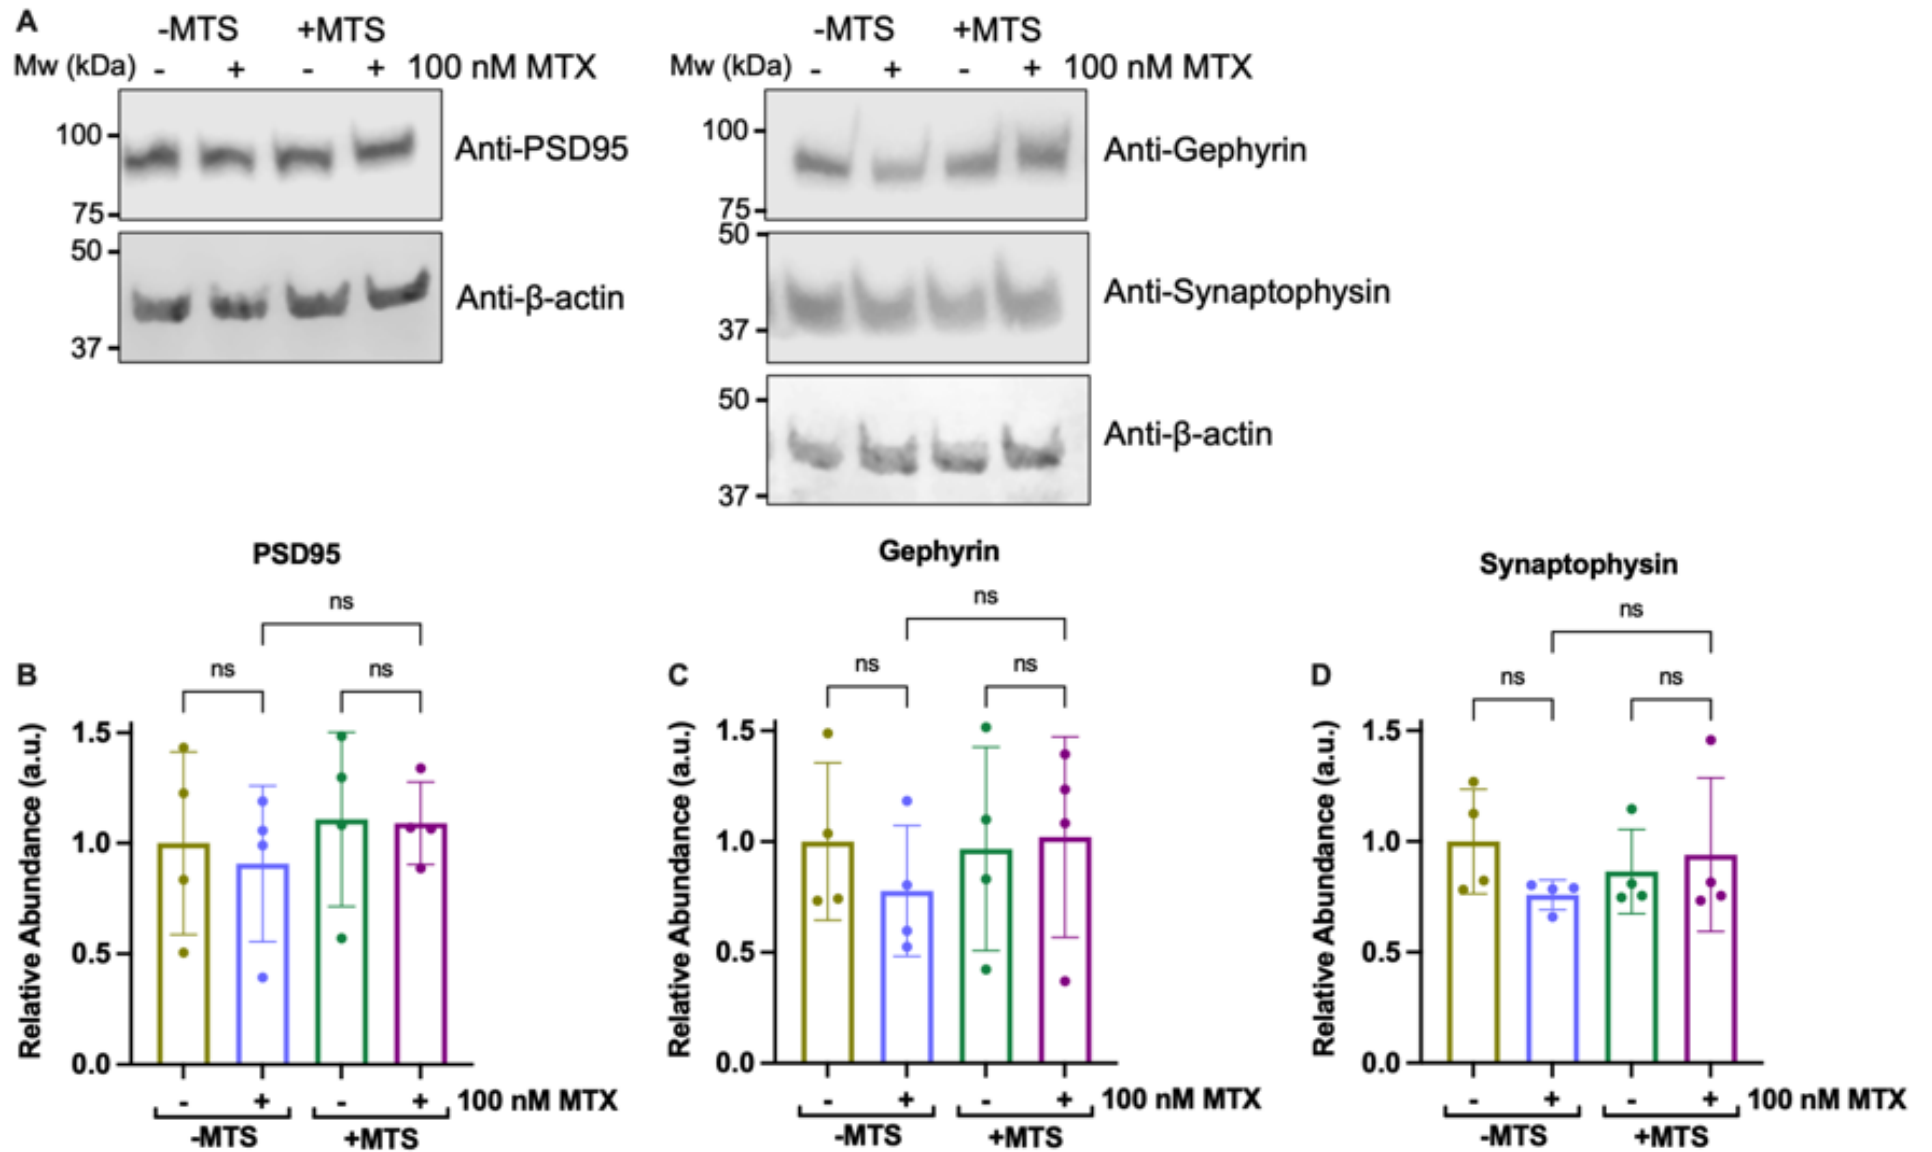 A
-MTS +MTS
Mw (kDa) - + - + 100 nM MTX
100
75
Anti-PSD95
50
37
Anti-β-actin
-MTS +MTS
Mw (kDa) - + - + 100 nM MTX
100
75
Anti-Gephyrin
50
37
Anti-Synaptophysin
50
37
Anti-β-actin
B
PSD95
ns
ns ns
Relative Abundance (a.u.)
1.5
1.0
0.5
0.0
- + - + 100 nM MTX
-MTS +MTS
C
Gephyrin
ns
ns ns
Relative Abundance (a.u.)
1.5
1.0
0.5
0.0
- + - + 100 nM MTX
-MTS +MTS
D
Synaptophysin
ns
ns ns
Relative Abundance (a.u.)
1.5
1.0
0.5
0.0
- + - + 100 nM MTX
-MTS +MTS